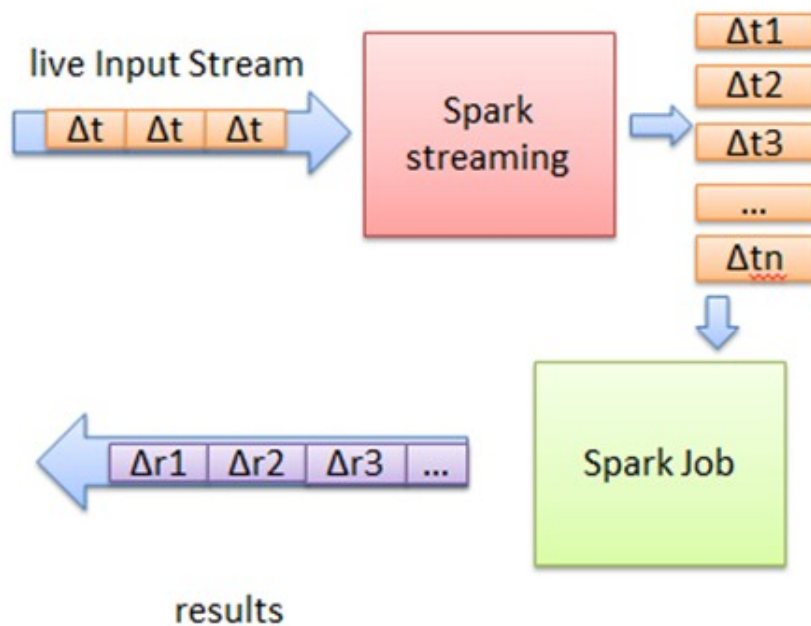 live Input Stream
Δt Δt Δt
Spark
streaming
Δt1
Δt2
Δt3
...
Δtn
Spark Job
Δr1 Δr2 Δr3 ...
results